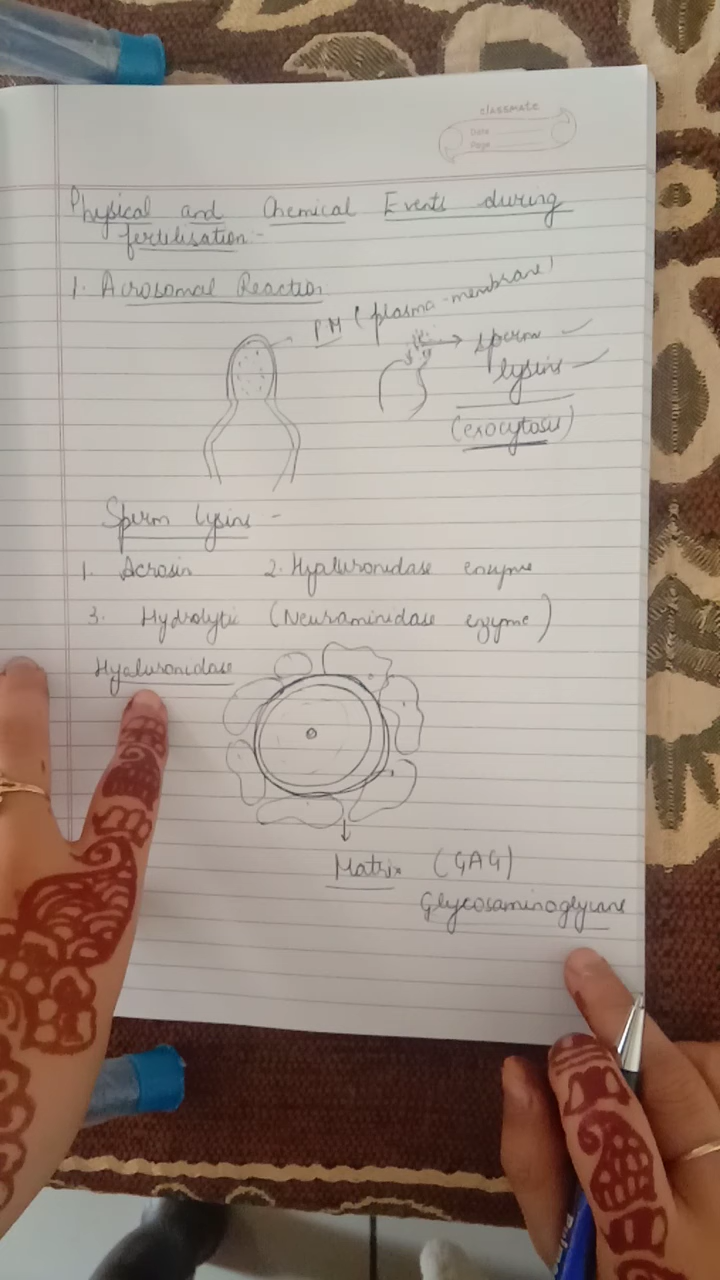 classmate
Date
Page
Physical and Chemical Events during
fertilisation:-
1. Acrosomal Reaction
PM (plasma-membrane)
sperm
lysins
(exocytosis)
Sperm lysins -
1. Acrosin 2. Hyaluronidase enzyme
3. Hydrolytic (Neuraminidase enzyme)
Hyaluronidase
Matrix (GAG)
Glycosaminoglycans